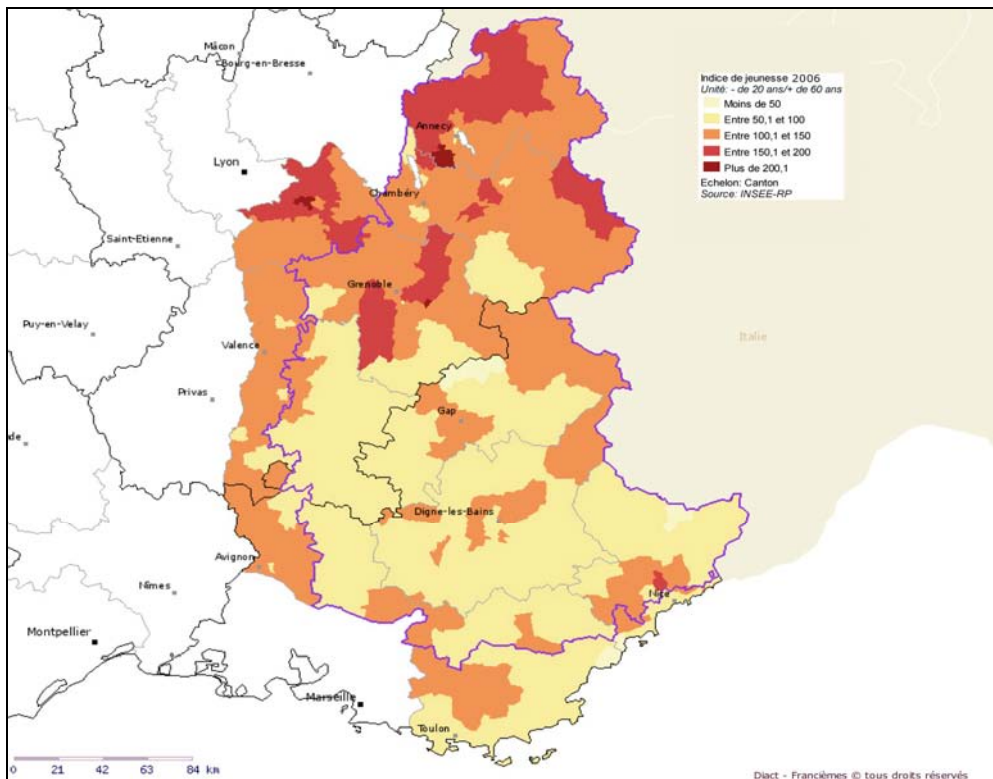 Mâcon
Bourg-en-Bresse
Indice de jeunesse 2006
Unité: - de 20 ans/+ de 60 ans
Moins de 50
Entre 50,1 et 100
Entre 100,1 et 150
Entre 150,1 et 200
Plus de 200,1
Echelon: Canton
Source: INSEE-RP
Annecy
Lyon
Chambéry
Saint-Etienne
Grenoble
Puy-en-Velay
Valence
Italie
Privas
Gap
de
Digne-les-Bains
Avignon
Nîmes
Nice
Montpellier
Marseille
Toulon
0 21 42 63 84 km
Diact - Francièmes © tous droits réservés